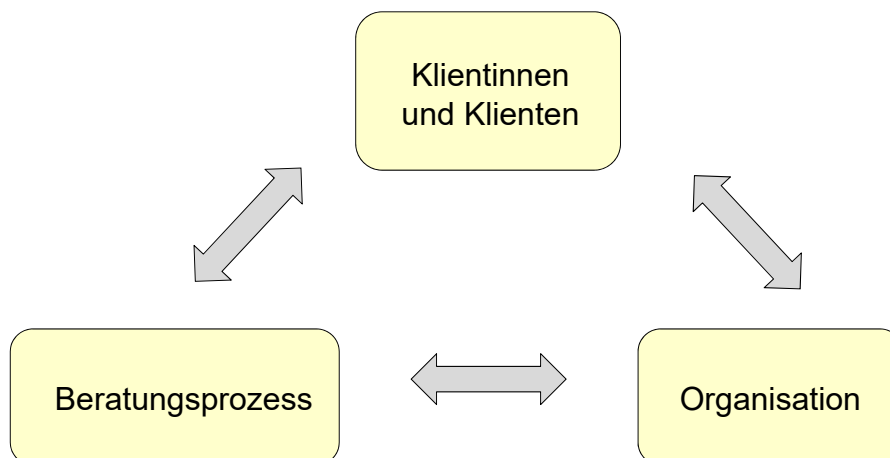 Klientinnen
und Klienten
Beratungsprozess
Organisation